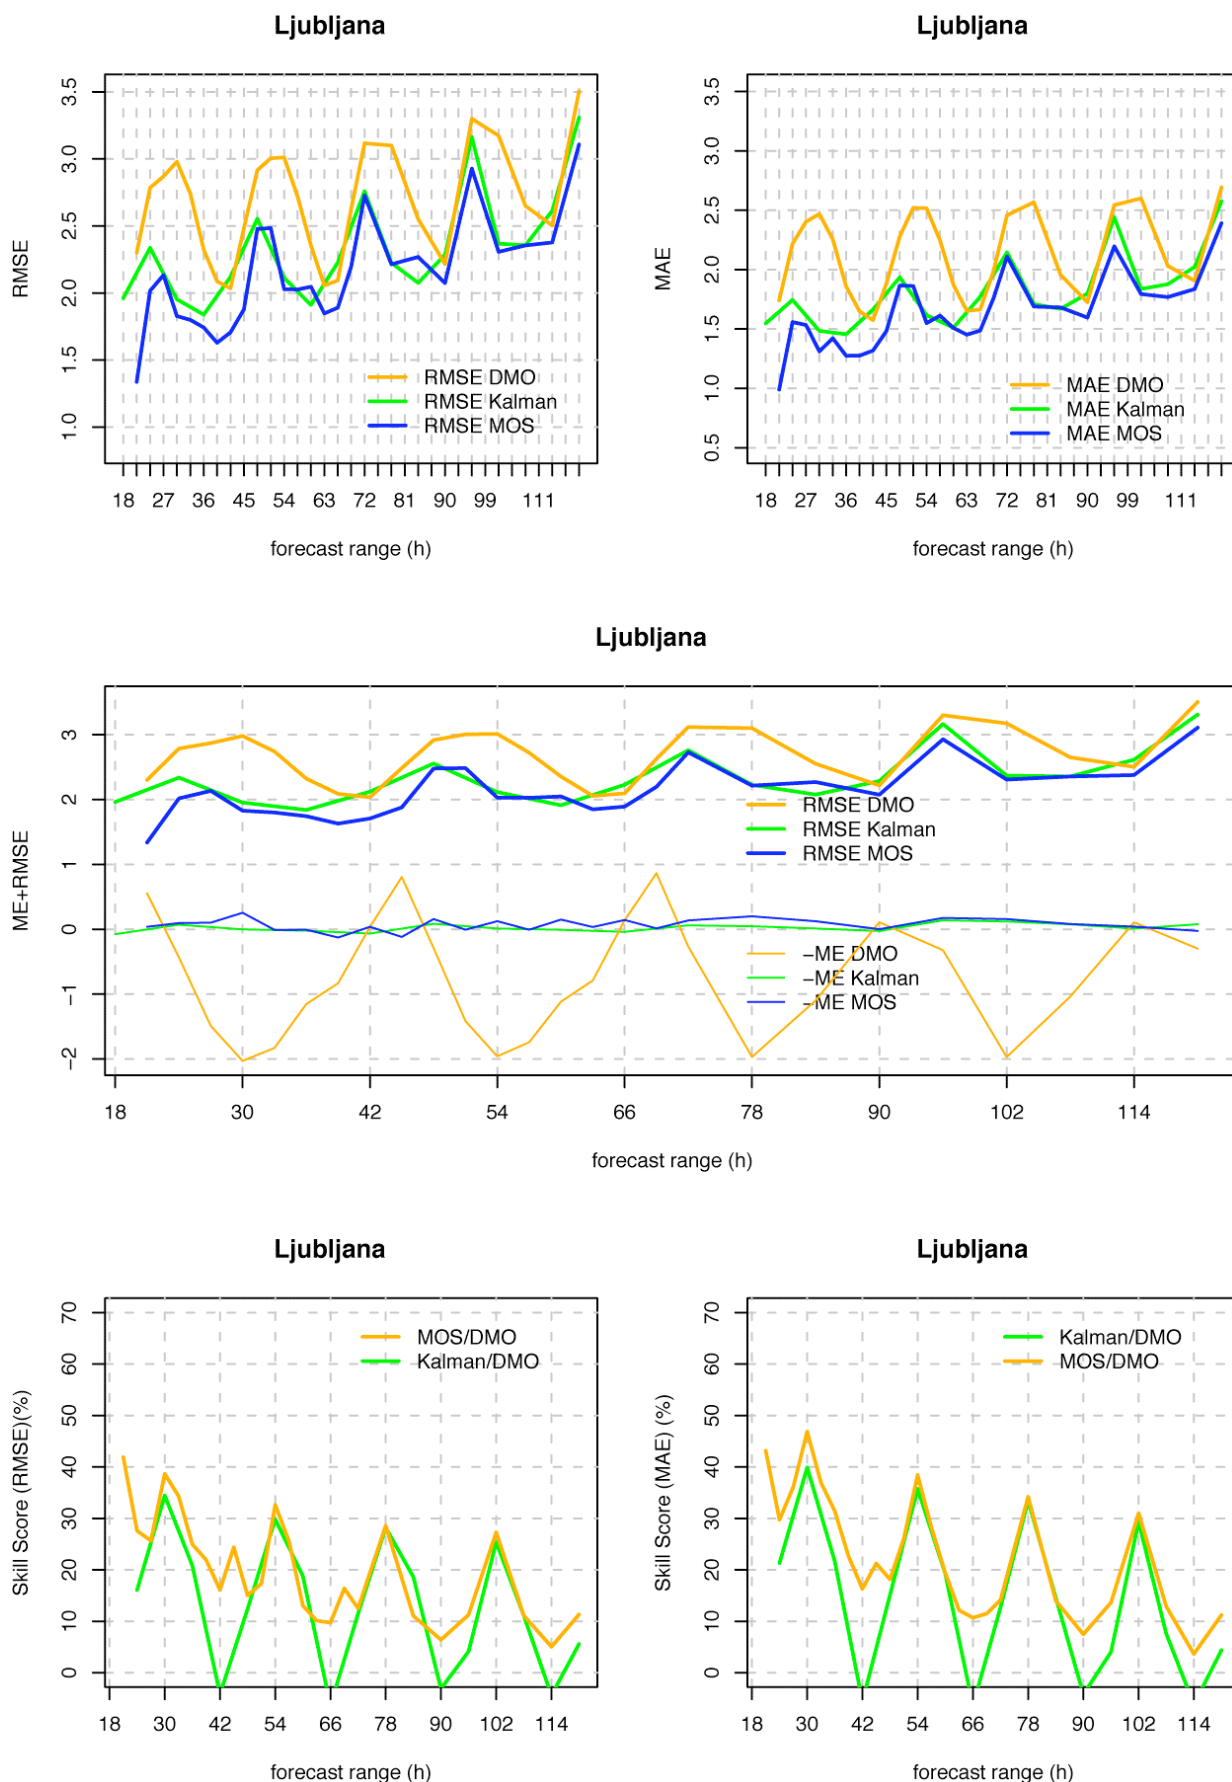 Ljubljana
RMSE
3.5
3.0
2.5
2.0
1.5
1.0
RMSE DMO
RMSE Kalman
RMSE MOS
18 27 36 45 54 63 72 81 90 99 111
forecast range (h)
Ljubljana
MAE
3.5
3.0
2.5
2.0
1.5
1.0
0.5
MAE DMO
MAE Kalman
MAE MOS
18 27 36 45 54 63 72 81 90 99 111
forecast range (h)
Ljubljana
ME+RMSE
3
2
1
0
−1
−2
RMSE DMO
RMSE Kalman
RMSE MOS
−ME DMO
−ME Kalman
−ME MOS
18 30 42 54 66 78 90 102 114
forecast range (h)
Ljubljana
Skill Score (RMSE)(%)
70
60
50
40
30
20
10
0
MOS/DMO
Kalman/DMO
18 30 42 54 66 78 90 102 114
forecast range (h)
Ljubljana
Skill Score (MAE) (%)
70
60
50
40
30
20
10
0
Kalman/DMO
MOS/DMO
18 30 42 54 66 78 90 102 114
forecast range (h)